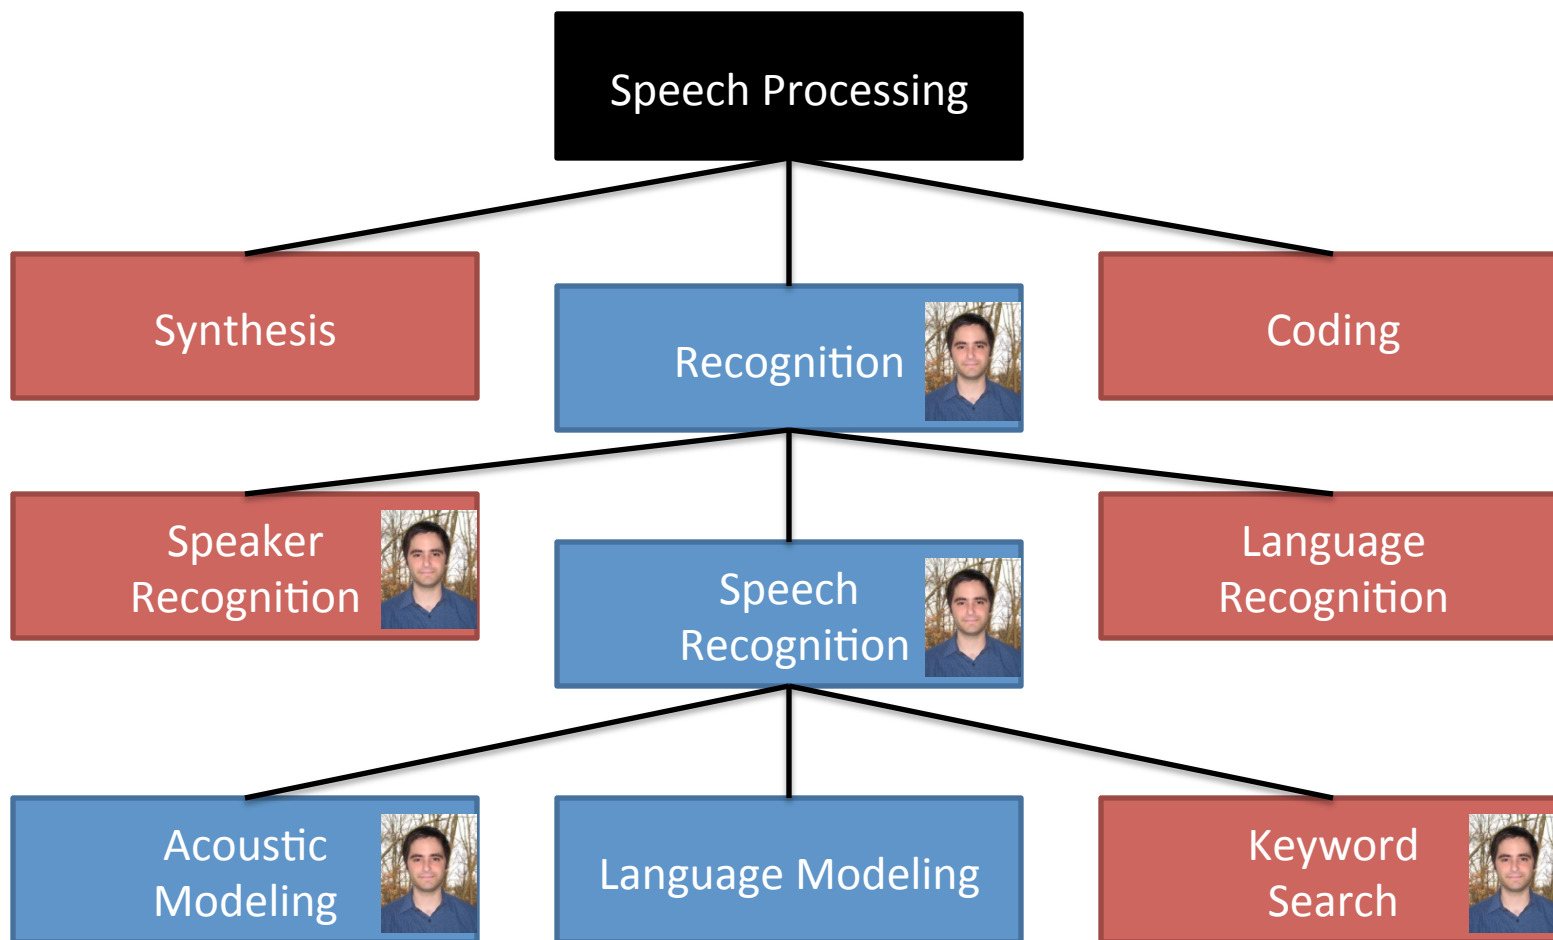 Speech Processing
Synthesis
Recognition
Coding
Speaker
Recognition
Speech
Recognition
Language
Recognition
Acoustic
Modeling
Language Modeling
Keyword
Search